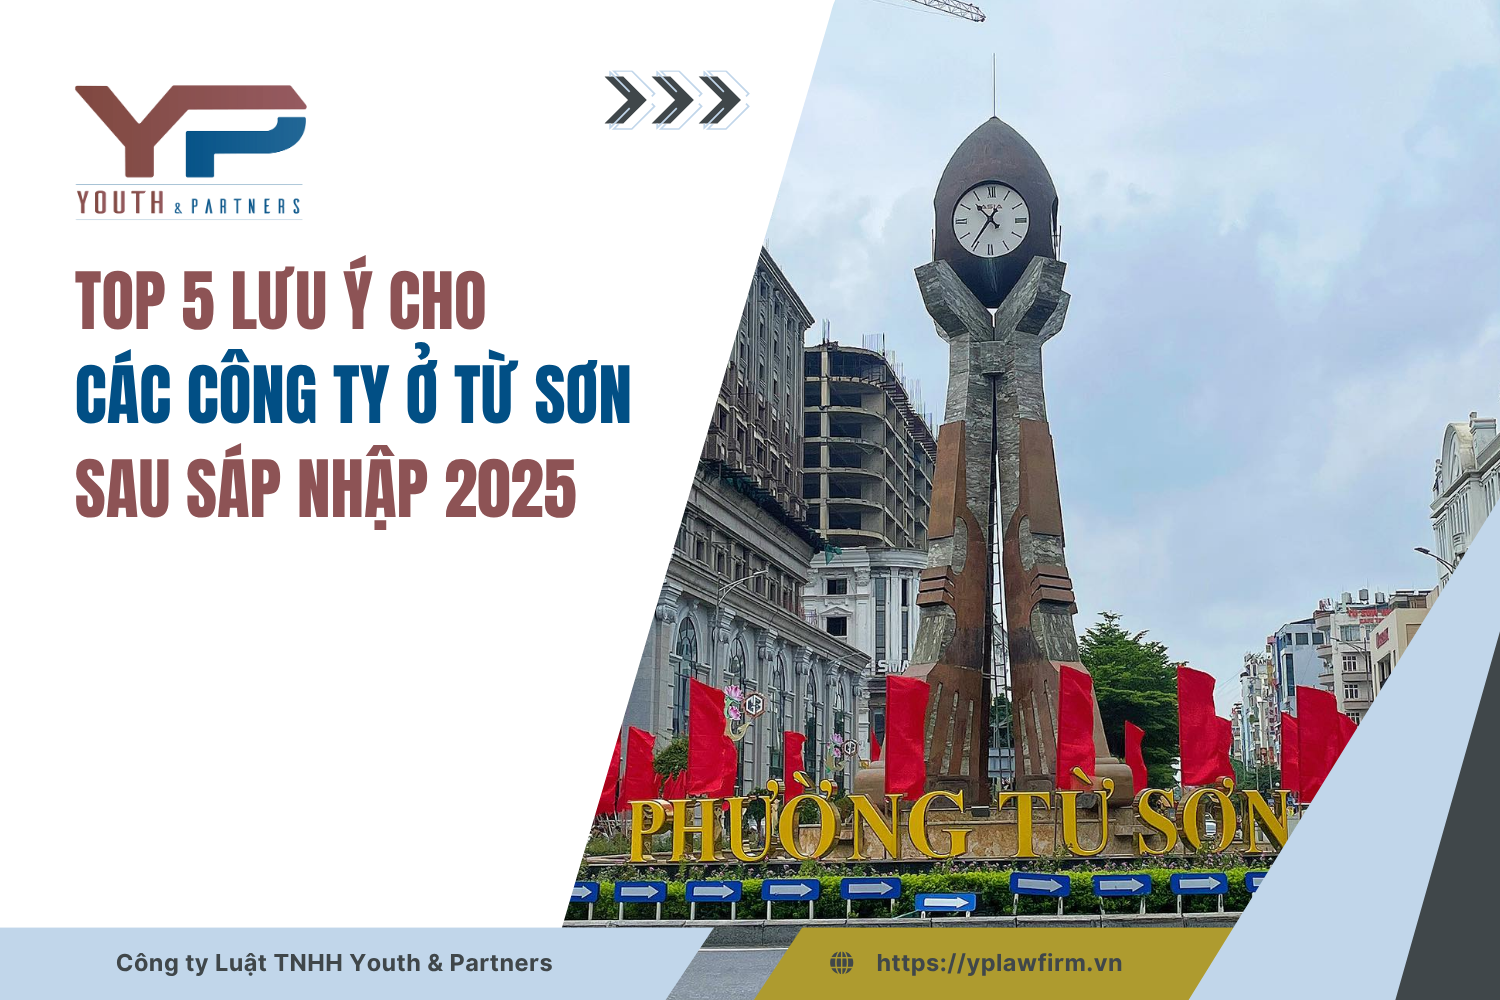 YP
YOUTH & PARTNERS
TOP 5 LƯU Ý CHO
CÁC CÔNG TY Ở TỪ SƠN
SAU SÁP NHẬP 2025
ASIA
PHƯỜNG TỪ SƠN
Công ty Luật TNHH Youth & Partners
https://yplawfirm.vn